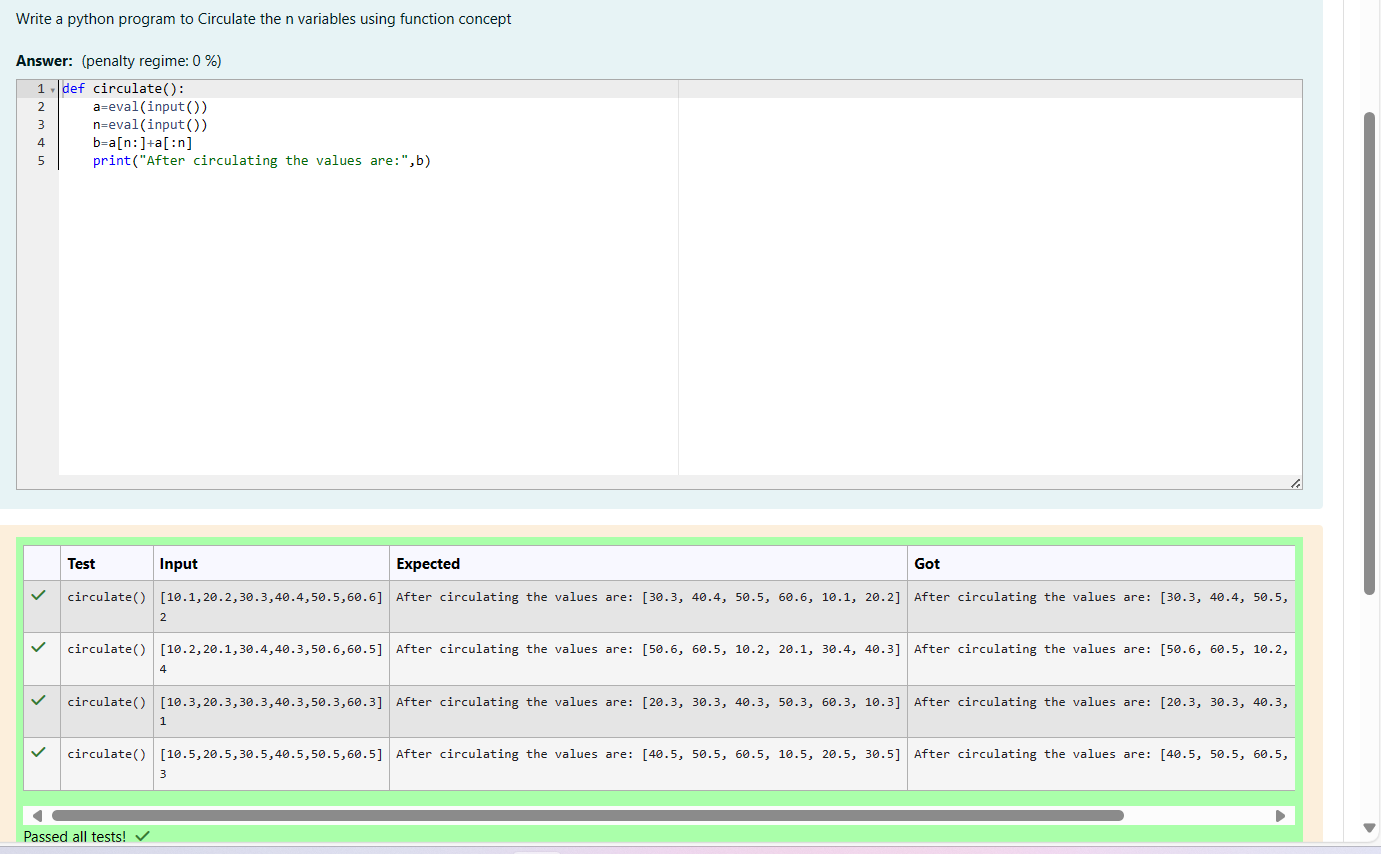 Write a python program to Circulate the n variables using function concept
Answer: (penalty regime: 0 %)
1 def circulate():
2     a=eval(input())
3     n=eval(input())
4     b=a[n:]+a[:n]
5     print("After circulating the values are:",b)
Test Input Expected Got
circulate() [10.1,20.2,30.3,40.4,50.5,60.6] After circulating the values are: [30.3, 40.4, 50.5, 60.6, 10.1, 20.2] After circulating the values are: [30.3, 40.4, 50.5,
2
circulate() [10.2,20.1,30.4,40.3,50.6,60.5] After circulating the values are: [50.6, 60.5, 10.2, 20.1, 30.4, 40.3] After circulating the values are: [50.6, 60.5, 10.2,
4
circulate() [10.3,20.3,30.3,40.3,50.3,60.3] After circulating the values are: [20.3, 30.3, 40.3, 50.3, 60.3, 10.3] After circulating the values are: [20.3, 30.3, 40.3,
1
circulate() [10.5,20.5,30.5,40.5,50.5,60.5] After circulating the values are: [40.5, 50.5, 60.5, 10.5, 20.5, 30.5] After circulating the values are: [40.5, 50.5, 60.5,
3
Passed all tests!